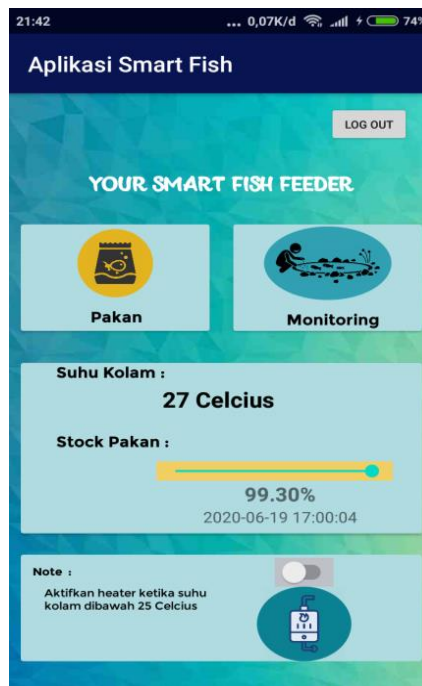 21:42 ... 0,07K/d 74%
Aplikasi Smart Fish
LOG OUT
YOUR SMART FISH FEEDER
Pakan Monitoring
Suhu Kolam :
27 Celcius
Stock Pakan :
99.30%
2020-06-19 17:00:04
Note :
Aktifkan heater ketika suhu
kolam dibawah 25 Celcius